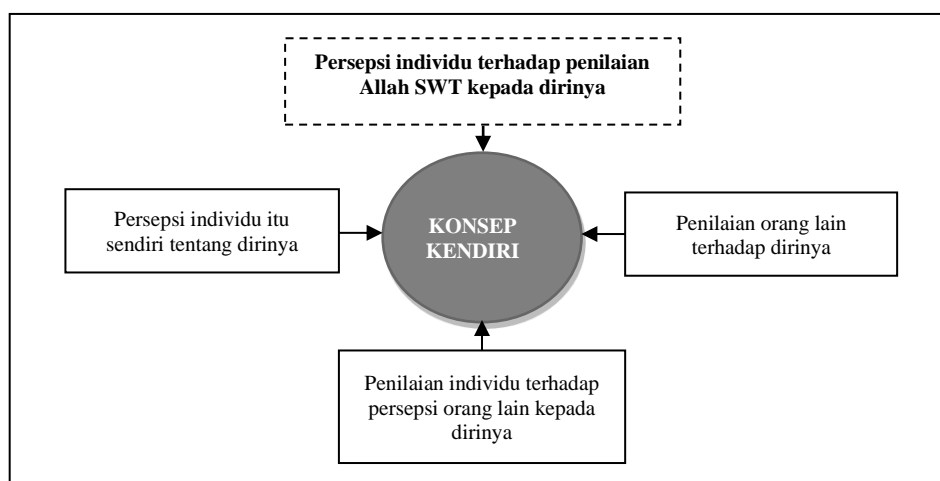 Persepsi individu terhadap penilaian
Allah SWT kepada dirinya
Persepsi individu itu
sendiri tentang dirinya
KONSEP
KENDIRI
Penilaian orang lain
terhadap dirinya
Penilaian individu terhadap
persepsi orang lain kepada
dirinya